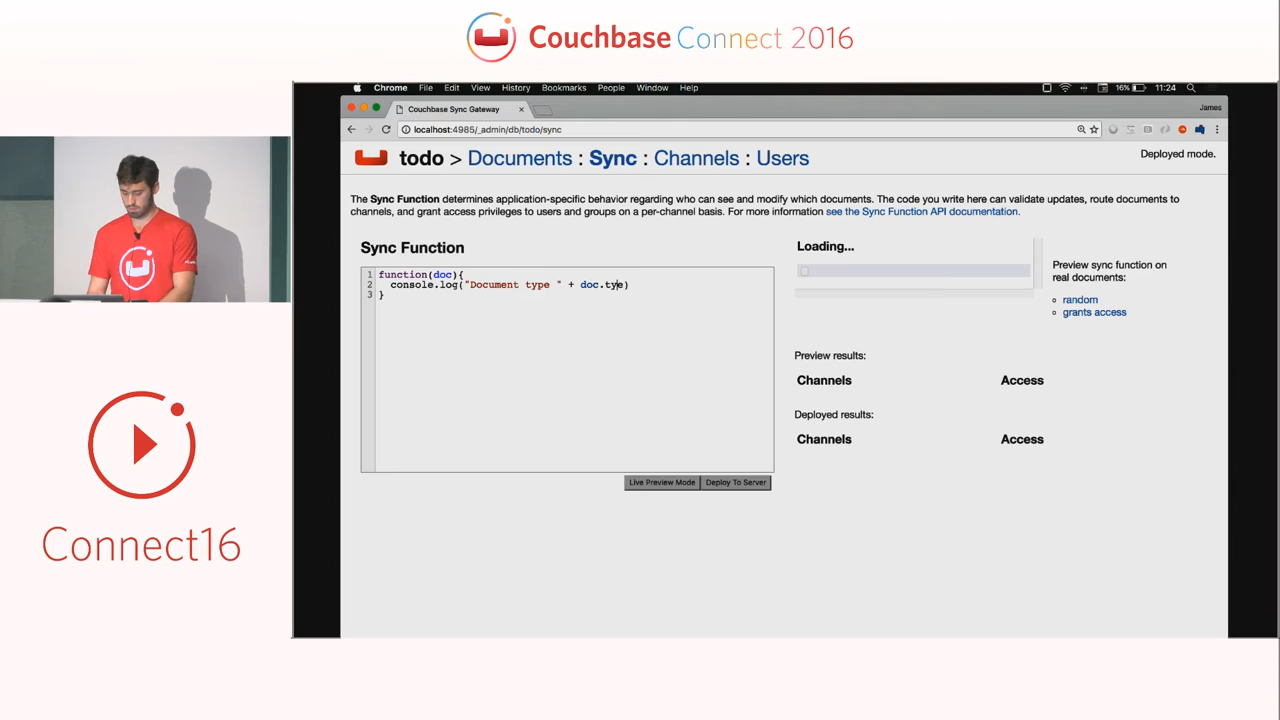 Couchbase Connect 2016
Chrome File Edit View History Bookmarks People Window Help 16% 11:24
Couchbase Sync Gateway × James
localhost:4985/_admin/db/todo/sync
todo > Documents : Sync : Channels : Users
Deployed mode.
The Sync Function determines application-specific behavior regarding who can see and modify which documents. The code you write here can validate updates, route documents to
channels, and grant access privileges to users and groups on a per-channel basis. For more information see the Sync Function API documentation.
Sync Function
1 function(doc){
2 console.log("Document type " + doc.tye)
3 }
Live Preview Mode Deploy To Server
Loading...
Preview sync function on
real documents:
random
grants access
Preview results:
Channels Access
Deployed results:
Channels Access
Connect16